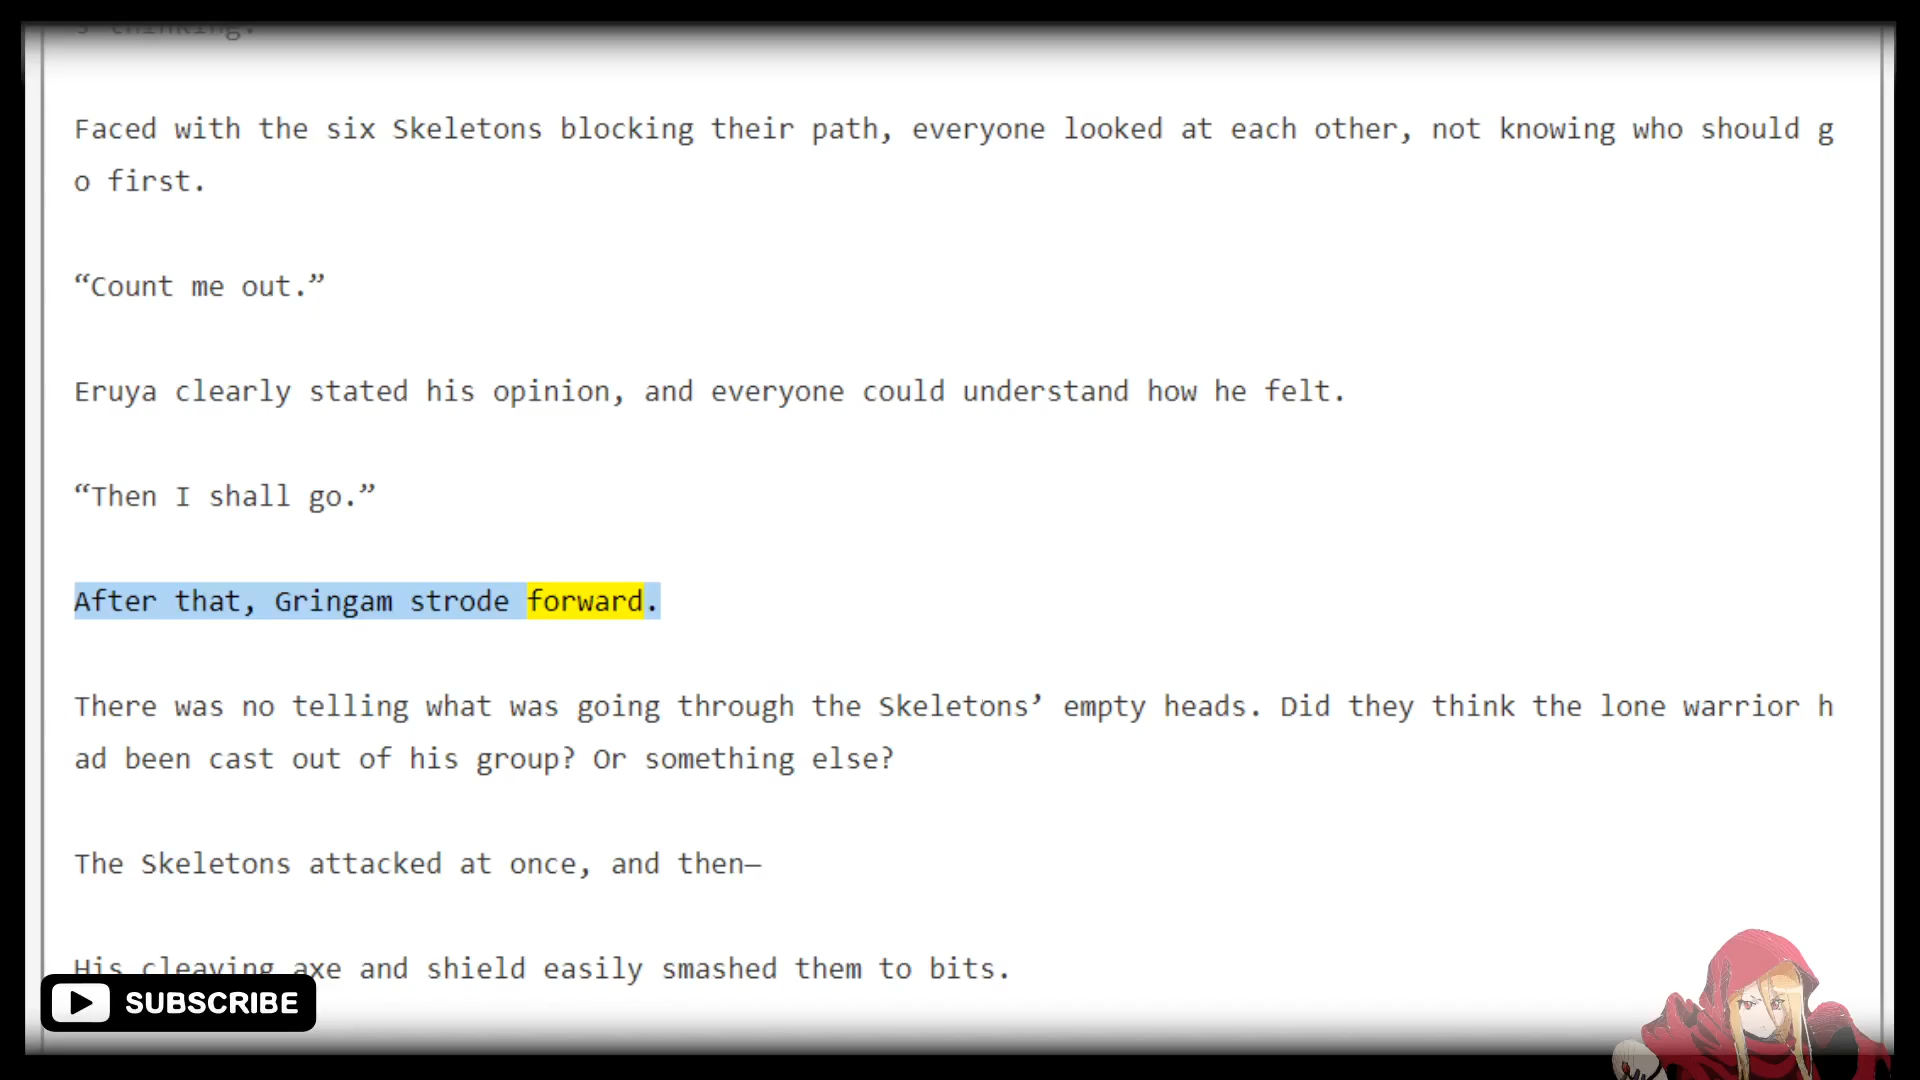 s thinking.
Faced with the six Skeletons blocking their path, everyone looked at each other, not knowing who should g
o first.
“Count me out.”
Eruya clearly stated his opinion, and everyone could understand how he felt.
“Then I shall go.”
After that, Gringam strode forward.
There was no telling what was going through the Skeletons’ empty heads. Did they think the lone warrior h
ad been cast out of his group? Or something else?
The Skeletons attacked at once, and then—
His cleaving axe and shield easily smashed them to bits.
SUBSCRIBE